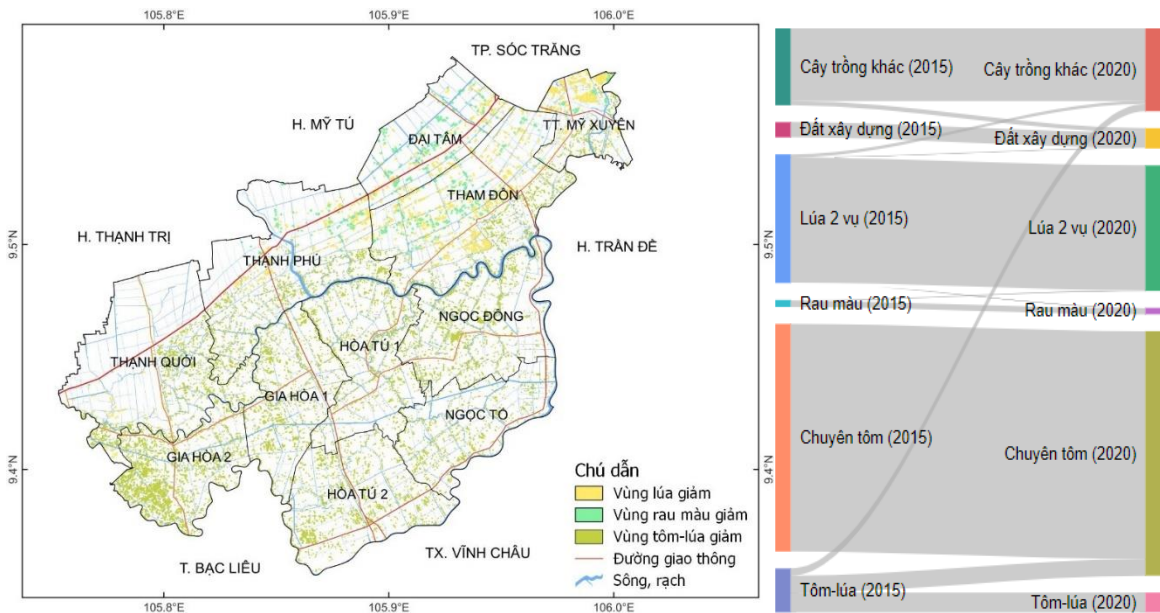 105.8°E
105.9°E
106.0°E
TP. SÓC TRĂNG
H. MỸ TÚ
TT. MỸ XUYÊN
ĐẠI TÂM
THAM ĐÔN
H. THẠNH TRỊ
H. TRẦN ĐỀ
9.5°N
9.5°N
THẠNH PHÚ
NGỌC ĐÔNG
HÒA TÚ 1
THẠNH QUỚI
GIA HÒA 1
NGỌC TỐ
GIA HÒA 2
9.4°N
9.4°N
HÒA TÚ 2
T. BẠC LIÊU
TX. VĨNH CHÂU
Chú dẫn
Vùng lúa giảm
Vùng rau màu giảm
Vùng tôm-lúa giảm
Đường giao thông
Sông, rạch
105.8°E
105.9°E
106.0°E
Cây trồng khác (2015)
Cây trồng khác (2020)
Đất xây dựng (2015)
Đất xây dựng (2020)
Lúa 2 vụ (2015)
Lúa 2 vụ (2020)
Rau màu (2015)
Rau màu (2020)
Chuyên tôm (2015)
Chuyên tôm (2020)
Tôm-lúa (2015)
Tôm-lúa (2020)